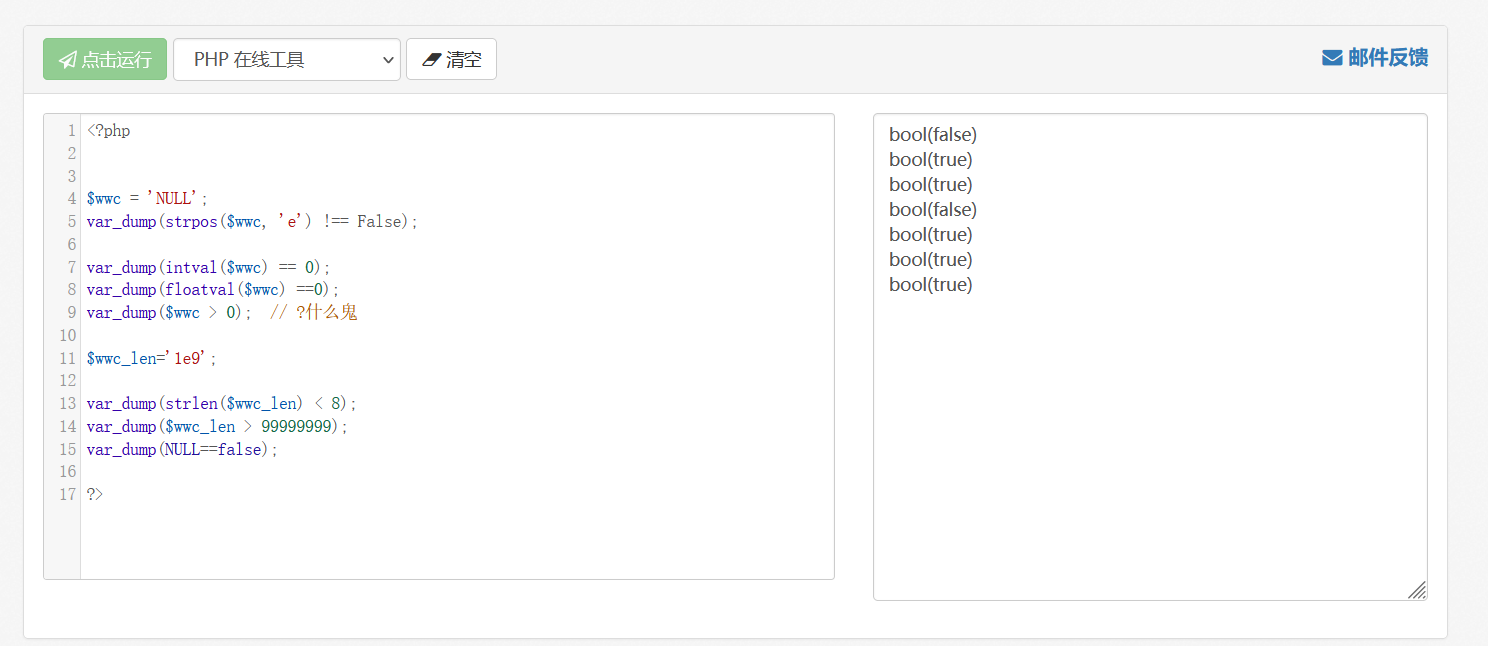 点击运行 PHP 在线工具 清空 邮件反馈
1 <?php
2
3
4 $wwc = 'NULL';
5 var_dump(strpos($wwc, 'e') !== False);
6
7 var_dump(intval($wwc) == 0);
8 var_dump(floatval($wwc) ==0);
9 var_dump($wwc > 0);  // ?什么鬼
10
11 $wwc_len='1e9';
12
13 var_dump(strlen($wwc_len) < 8);
14 var_dump($wwc_len > 99999999);
15 var_dump(NULL==false);
16
17 ?>
bool(false)
bool(true)
bool(true)
bool(false)
bool(true)
bool(true)
bool(true)